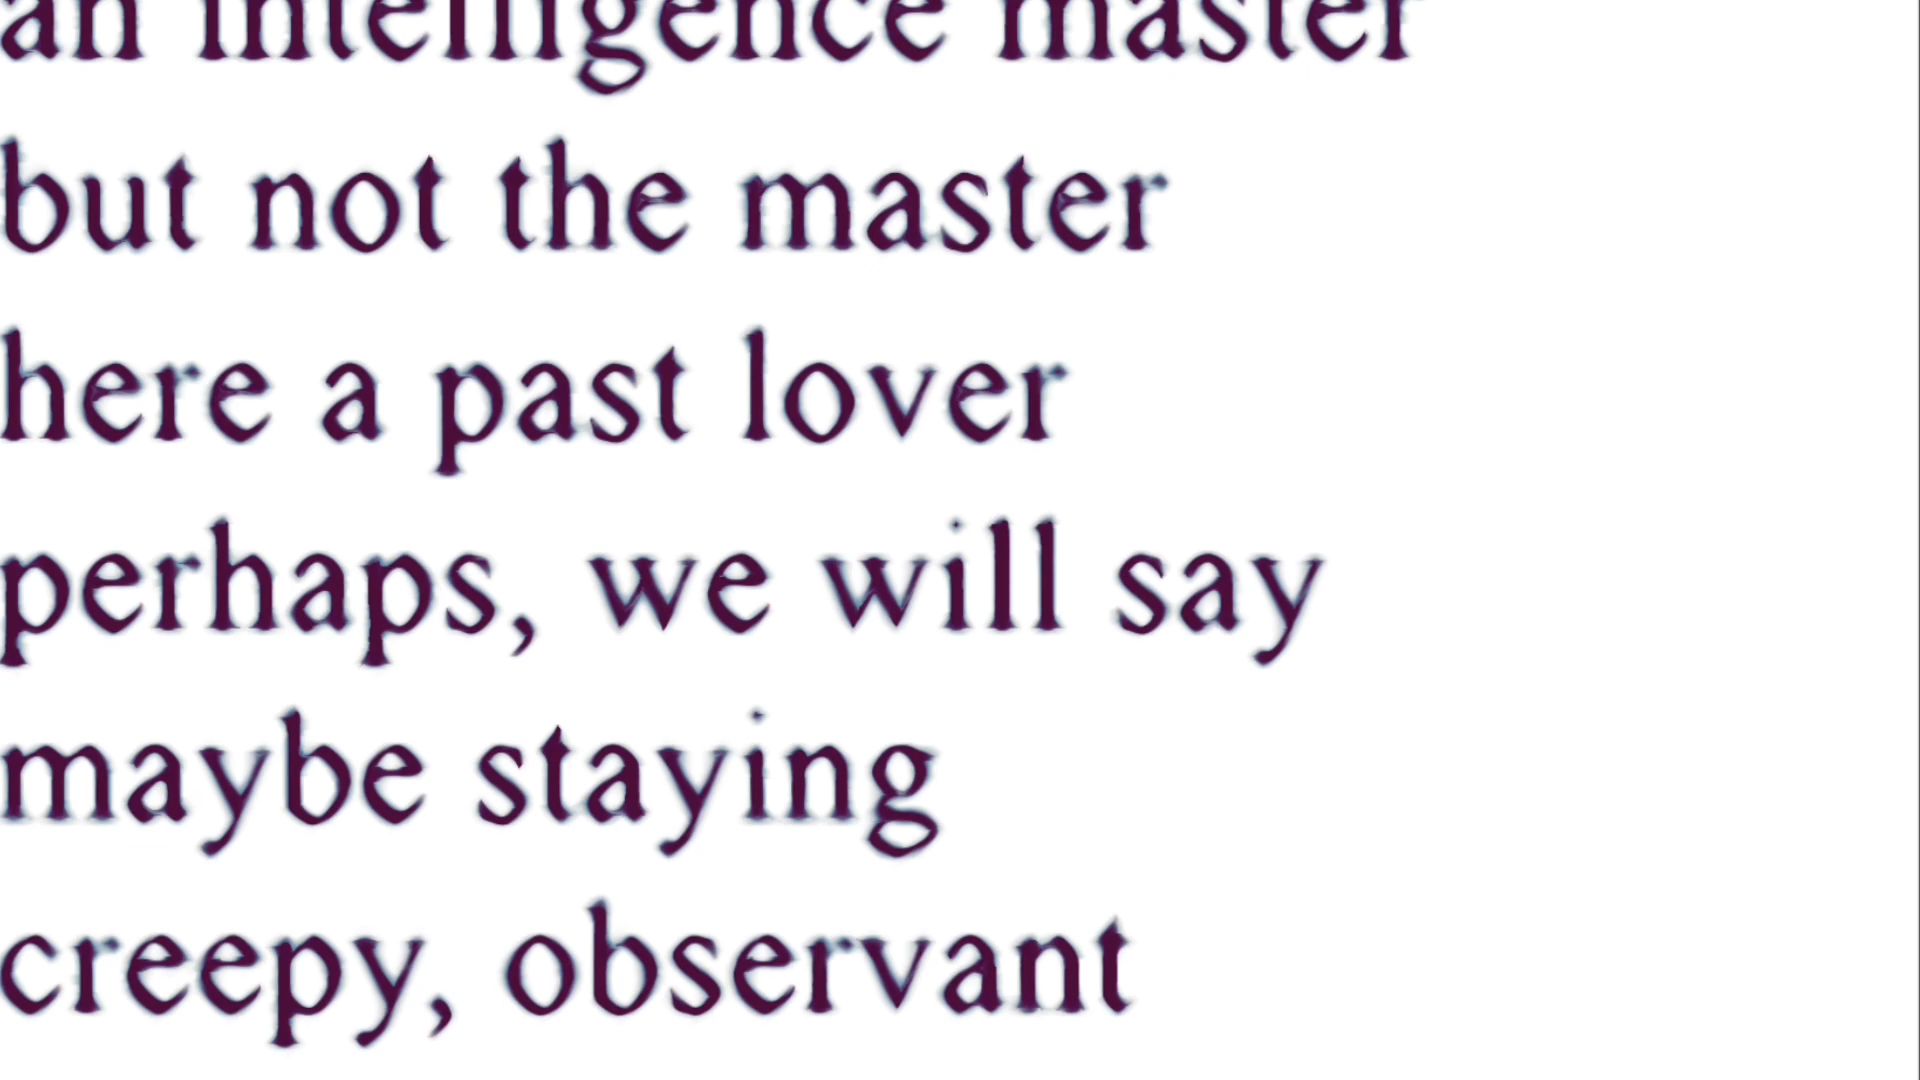 an intelligence master
but not the master
here a past lover
perhaps, we will say
maybe staying
creepy, observant